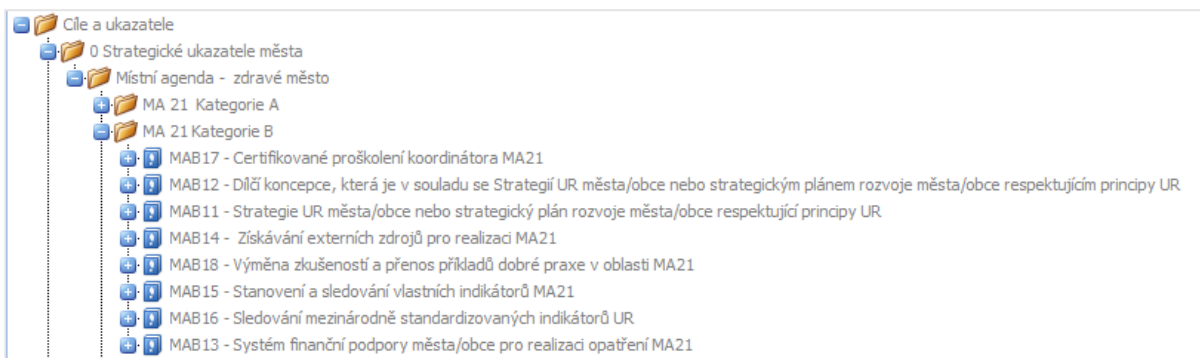 Cíle a ukazatele
0 Strategické ukazatele města
Místní agenda - zdravé město
MA 21 Kategorie A
MA 21 Kategorie B
MAB17 - Certifikované proškolení koordinátora MA21
MAB12 - Dílčí koncepce, která je v souladu se Strategií UR města/obce nebo strategickým plánem rozvoje města/obce respektujícím principy UR
MAB11 - Strategie UR města/obce nebo strategický plán rozvoje města/obce respektující principy UR
MAB14 - Získávání externích zdrojů pro realizaci MA21
MAB18 - Výměna zkušeností a přenos příkladů dobré praxe v oblasti MA21
MAB15 - Stanovení a sledování vlastních indikátorů MA21
MAB16 - Sledování mezinárodně standardizovaných indikátorů UR
MAB13 - Systém finanční podpory města/obce pro realizaci opatření MA21